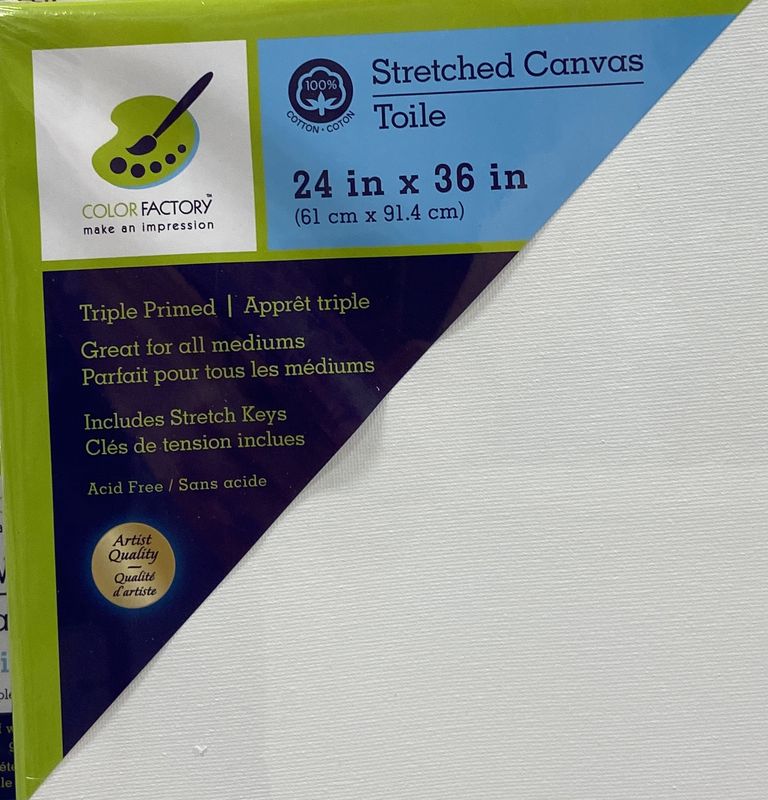 100%
COTTON • COTON
Stretched Canvas
Toile
24 in x 36 in
(61 cm x 91.4 cm)
COLOR FACTORY™
make an impression
Triple Primed | Apprêt triple
Great for all mediums
Parfait pour tous les médiums
Includes Stretch Keys
Clés de tension inclues
Acid Free / Sans acide
Artist
Quality
Qualité
d'artiste